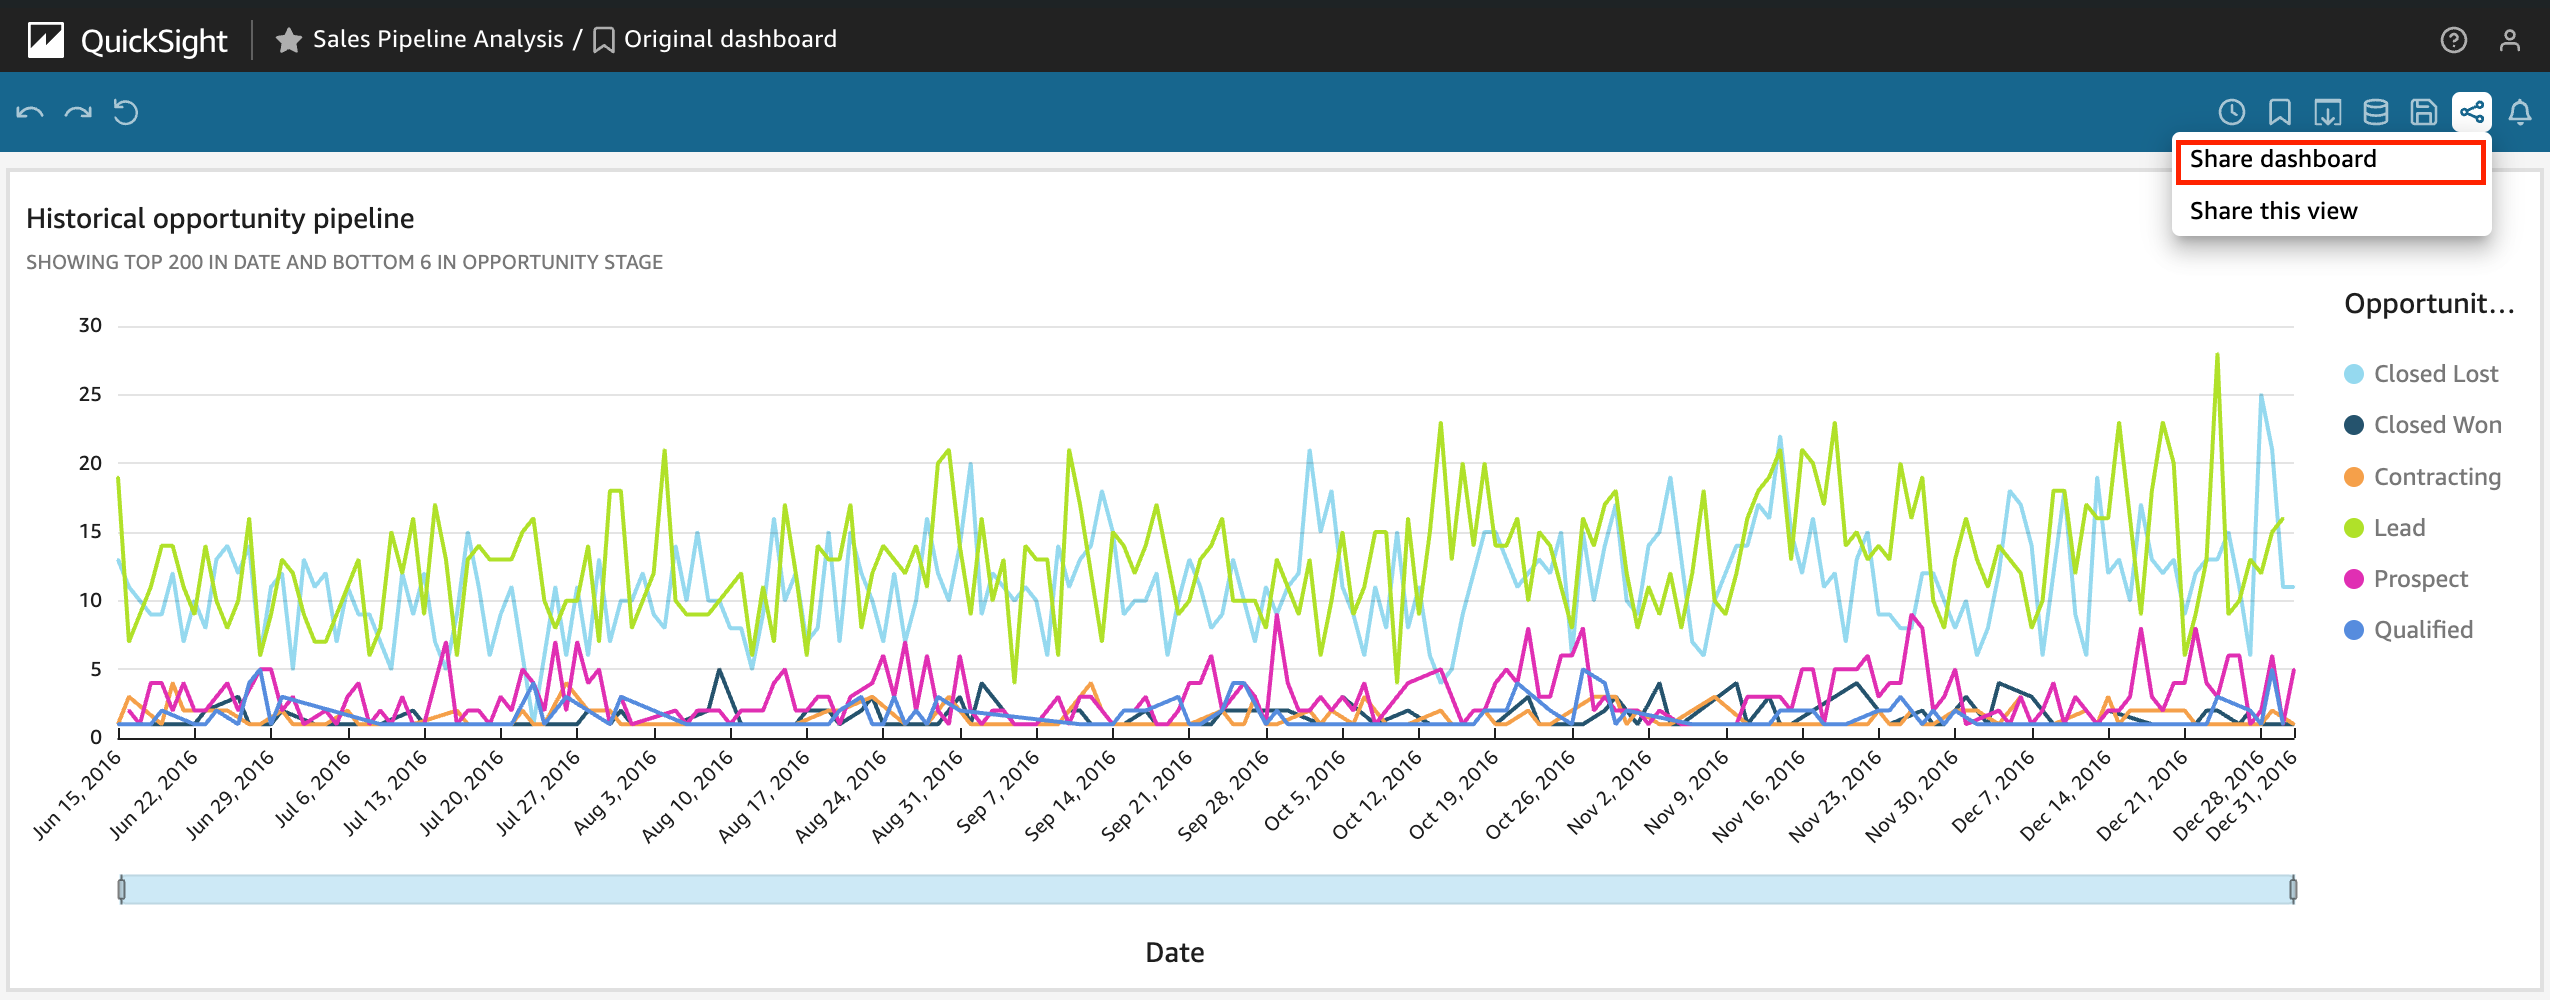 QuickSight
Sales Pipeline Analysis / Original dashboard
Share dashboard
Share this view
Historical opportunity pipeline
SHOWING TOP 200 IN DATE AND BOTTOM 6 IN OPPORTUNITY STAGE
Opportunit...
Closed Lost
Closed Won
Contracting
Lead
Prospect
Qualified
30
25
20
15
10
5
0
Jun 15, 2016
Jun 22, 2016
Jun 29, 2016
Jul 6, 2016
Jul 13, 2016
Jul 20, 2016
Jul 27, 2016
Aug 3, 2016
Aug 10, 2016
Aug 17, 2016
Aug 24, 2016
Aug 31, 2016
Sep 7, 2016
Sep 14, 2016
Sep 21, 2016
Sep 28, 2016
Oct 5, 2016
Oct 12, 2016
Oct 19, 2016
Oct 26, 2016
Nov 2, 2016
Nov 9, 2016
Nov 16, 2016
Nov 23, 2016
Nov 30, 2016
Dec 7, 2016
Dec 14, 2016
Dec 21, 2016
Dec 28, 2016
Dec 31, 2016
Date